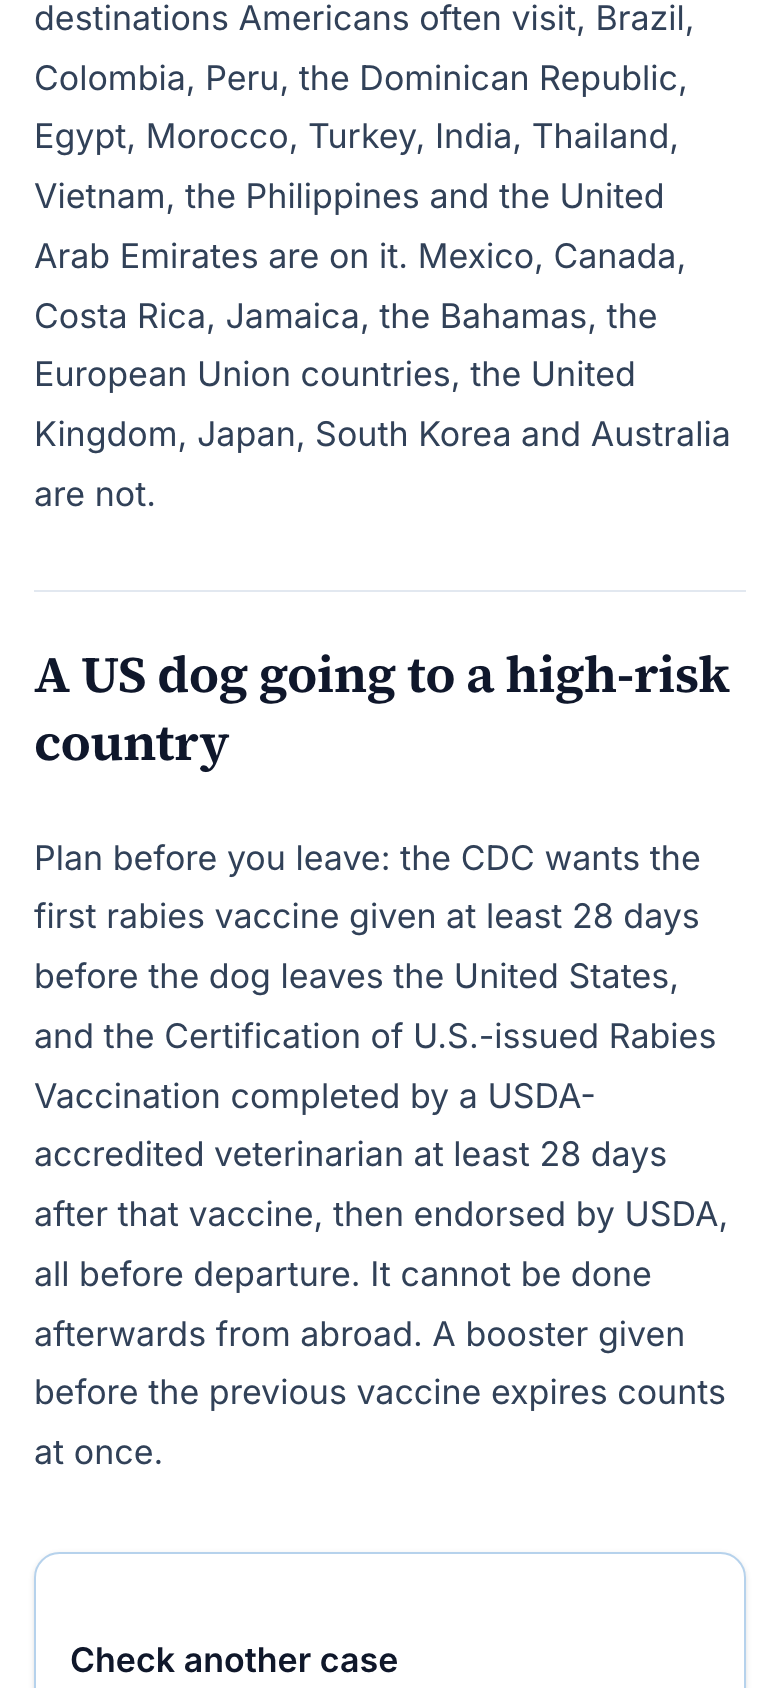 destinations Americans often visit, Brazil,
Colombia, Peru, the Dominican Republic,
Egypt, Morocco, Turkey, India, Thailand,
Vietnam, the Philippines and the United
Arab Emirates are on it. Mexico, Canada,
Costa Rica, Jamaica, the Bahamas, the
European Union countries, the United
Kingdom, Japan, South Korea and Australia
are not.
A US dog going to a high-risk
country
Plan before you leave: the CDC wants the
first rabies vaccine given at least 28 days
before the dog leaves the United States,
and the Certification of U.S.-issued Rabies
Vaccination completed by a USDA-
accredited veterinarian at least 28 days
after that vaccine, then endorsed by USDA,
all before departure. It cannot be done
afterwards from abroad. A booster given
before the previous vaccine expires counts
at once.
Check another case